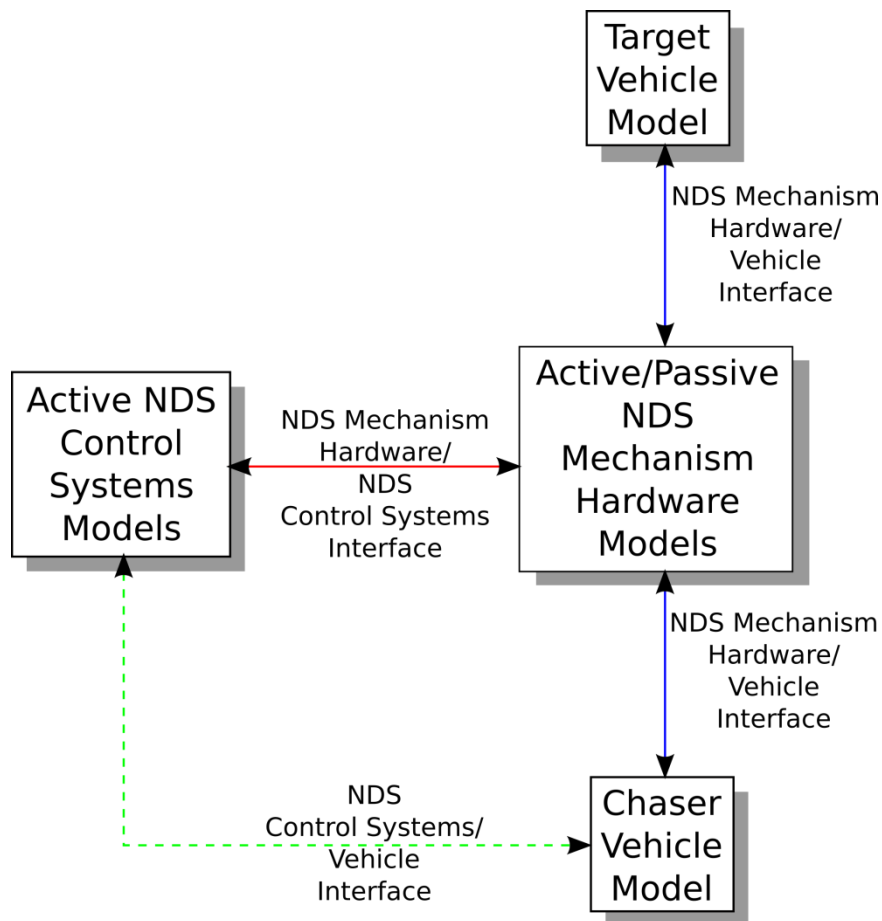 Target
Vehicle
Model
NDS Mechanism
Hardware/
Vehicle
Interface
Active NDS
Control
Systems
Models
NDS Mechanism
Hardware/
NDS
Control Systems
Interface
Active/Passive
NDS
Mechanism
Hardware
Models
NDS Mechanism
Hardware/
Vehicle
Interface
NDS
Control Systems/
Vehicle
Interface
Chaser
Vehicle
Model